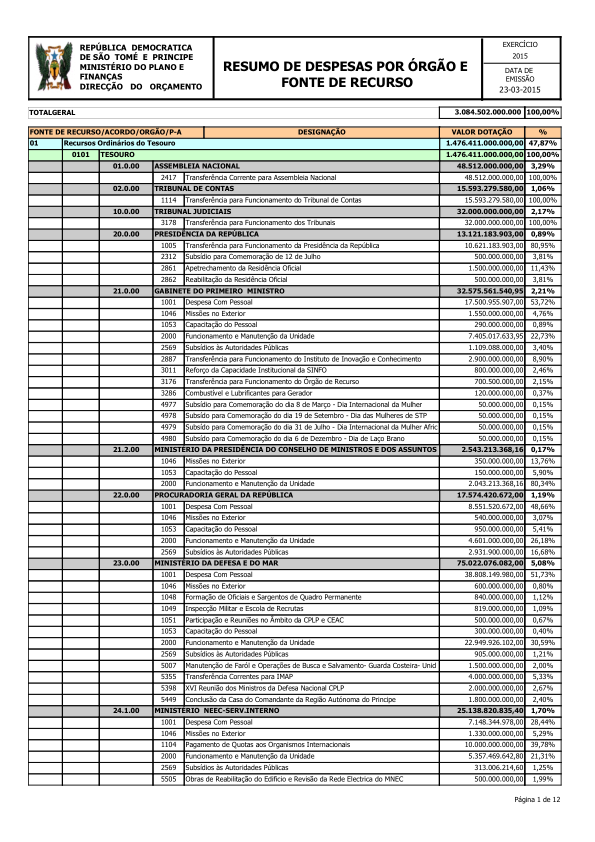 REPÚBLICA DEMOCRATICA
DE SÃO TOMÉ E PRINCIPE
MINISTÉRIO DO PLANO E
FINANÇAS
DIRECÇÃO DO ORÇAMENTO
RESUMO DE DESPESAS POR ÓRGÃO E
FONTE DE RECURSO
EXERCÍCIO
2015
DATA DE
EMISSÃO
23-03-2015
TOTALGERAL 3.084.502.000.000 100,00%
FONTE DE RECURSO/ACORDO/ORGÃO/P-A DESIGNAÇÃO VALOR DOTAÇÃO %
01 Recursos Ordinários do Tesouro 1.476.411.000.000,00 47,87%
0101 TESOURO 1.476.411.000.000,00 100,00%
01.0.00 ASSEMBLEIA NACIONAL 48.512.000.000,00 3,29%
2417 Transferência Corrente para Assembleia Nacional 48.512.000.000,00 100,00%
02.0.00 TRIBUNAL DE CONTAS 15.593.279.580,00 1,06%
1114 Transferência para Funcionamento do Tribunal de Contas 15.593.279.580,00 100,00%
10.0.00 TRIBUNAL JUDICIAIS 32.000.000.000,00 2,17%
3178 Tranferência para Funcionamento dos Tribunais 32.000.000.000,00 100,00%
20.0.00 PRESIDÊNCIA DA REPÚBLICA 13.121.183.903,00 0,89%
1005 Transferência para Funcionamento da Presidência da República 10.621.183.903,00 80,95%
2312 Subsídio para Comemoração de 12 de Julho 500.000.000,00 3,81%
2861 Apetrechamento da Residência Oficial 1.500.000.000,00 11,43%
2862 Reabilitação da Residência Oficial 500.000.000,00 3,81%
21.0.00 GABINETE DO PRIMEIRO MINISTRO 32.575.561.540,95 2,21%
1001 Despesa Com Pessoal 17.500.955.907,00 53,72%
1046 Missões no Exterior 1.550.000.000,00 4,76%
1053 Capacitação do Pessoal 290.000.000,00 0,89%
2000 Funcionamento e Manutenção da Unidade 7.405.017.633,95 22,73%
2569 Subsídios às Autoridades Públicas 1.109.088.000,00 3,40%
2887 Transferência para Funcionamento do Instituto de Inovação e Conhecimento 2.900.000.000,00 8,90%
3011 Reforço da Capacidade Institucional da SINFO 800.000.000,00 2,46%
3176 Transferência para Funcionamento do Órgão de Recurso 700.500.000,00 2,15%
3286 Combustível e Lubrificantes para Gerador 120.000.000,00 0,37%
4977 Subsídio para Comemoração do dia 8 de Março - Dia Internacional da Mulher 50.000.000,00 0,15%
4978 Subsído para Comemoração do dia 19 de Setembro - Dia das Mulheres de STP 50.000.000,00 0,15%
4979 Subsído para Comemoração do dia 31 de Julho - Dia Internacional da Mulher Afric 50.000.000,00 0,15%
4980 Subsído para Comemoração do dia 6 de Dezembro - Dia de Laço Brano 50.000.000,00 0,15%
21.2.00 MINISTÉRIO DA PRESIDÊNCIA DO CONSELHO DE MINISTROS E DOS ASSUNTOS 2.543.213.368,16 0,17%
1046 Missões no Exterior 350.000.000,00 13,76%
1053 Capacitação do Pessoal 150.000.000,00 5,90%
2000 Funcionamento e Manutenção da Unidade 2.043.213.368,16 80,34%
22.0.00 PROCURADORIA GERAL DA REPÚBLICA 17.574.420.672,00 1,19%
1001 Despesa Com Pessoal 8.551.520.672,00 48,66%
1046 Missões no Exterior 540.000.000,00 3,07%
1053 Capacitação do Pessoal 950.000.000,00 5,41%
2000 Funcionamento e Manutenção da Unidade 4.601.000.000,00 26,18%
2569 Subsídios às Autoridades Públicas 2.931.900.000,00 16,68%
23.0.00 MINISTÉRIO DA DEFESA E DO MAR 75.022.076.082,00 5,08%
1001 Despesa Com Pessoal 38.808.149.980,00 51,73%
1046 Missões no Exterior 600.000.000,00 0,80%
1048 Formação de Oficiais e Sargentos de Quadro Permanente 840.000.000,00 1,12%
1049 Inspecção Militar e Escola de Recrutas 819.000.000,00 1,09%
1051 Participação e Reuniões no Âmbito da CPLP e CEAC 500.000.000,00 0,67%
1053 Capacitação do Pessoal 300.000.000,00 0,40%
2000 Funcionamento e Manutenção da Unidade 22.949.926.102,00 30,59%
2569 Subsídios às Autoridades Públicas 905.000.000,00 1,21%
5007 Manutenção de Faról e Operações de Busca e Salvamento- Guarda Costeira- Unid 1.500.000.000,00 2,00%
5355 Transferência Correntes para IMAP 4.000.000.000,00 5,33%
5398 XVI Reunião dos Ministros da Defesa Nacional CPLP 2.000.000.000,00 2,67%
5449 Conclusão da Casa do Comandante da Região Autónoma do Principe 1.800.000.000,00 2,40%
24.1.00 MINISTÉRIO NEEC-SERV.INTERNO 25.138.820.835,40 1,70%
1001 Despesa Com Pessoal 7.148.344.978,00 28,44%
1046 Missões no Exterior 1.330.000.000,00 5,29%
1104 Pagamento de Quotas aos Organismos Internacionais 10.000.000.000,00 39,78%
2000 Funcionamento e Manutenção da Unidade 5.357.469.642,80 21,31%
2569 Subsídios às Autoridades Públicas 313.006.214,60 1,25%
5505 Obras de Reabilitação do Edificio e Revisão da Rede Electrica do MNEC 500.000.000,00 1,99%
Página 1 de 12